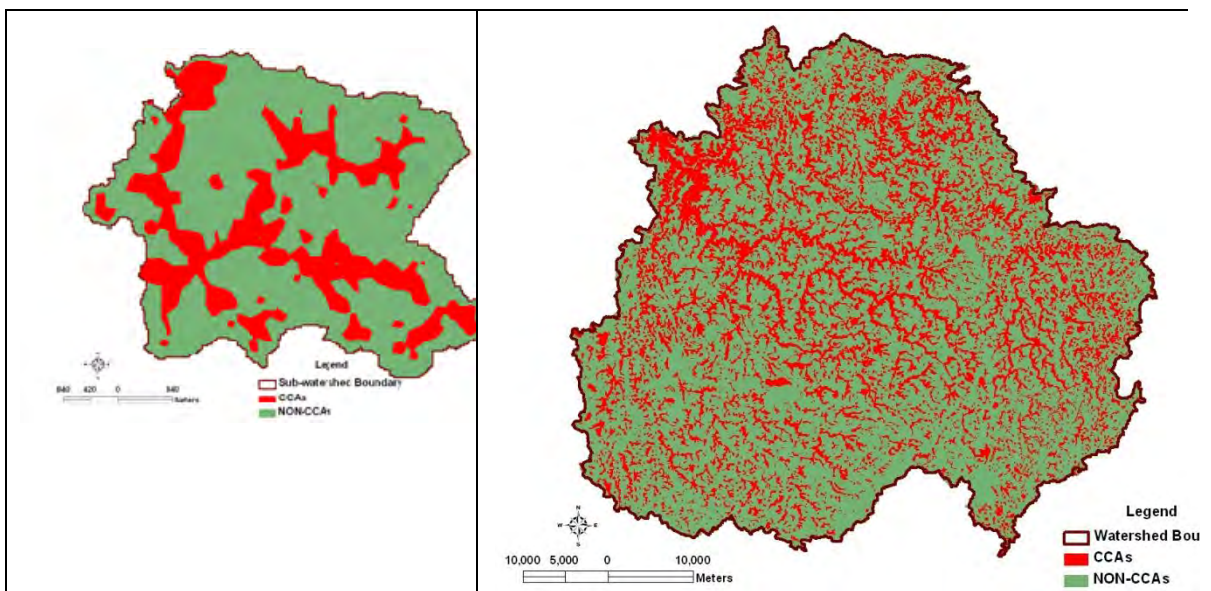 Legend
Sub-watershed Boundary
CCAs
NON-CCAs
840 420 0 840
Meters
N
W E
S
10,000 5,000 0 10,000
Meters
Legend
Watershed Bou
CCAs
NON-CCAs